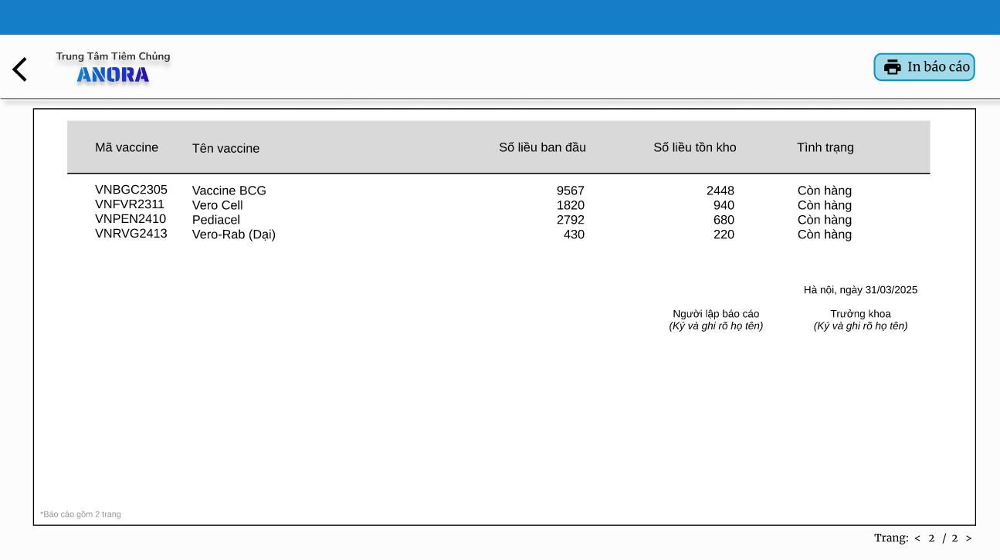 Trung Tâm Tiêm Chủng
ANORA
In báo cáo
Mã vaccine Tên vaccine Số liều ban đầu Số liều tồn kho Tình trạng
VNBGC2305 Vaccine BCG 9567 2448 Còn hàng
VNFVR2311 Vero Cell 1820 940 Còn hàng
VNPEN2410 Pediacel 2792 680 Còn hàng
VNRVG2413 Vero-Rab (Dại) 430 220 Còn hàng
Hà nội, ngày 31/03/2025
Người lập báo cáo Trưởng khoa
(Ký và ghi rõ họ tên) (Ký và ghi rõ họ tên)
*Báo cáo gồm 2 trang
Trang: < 2 / 2 >